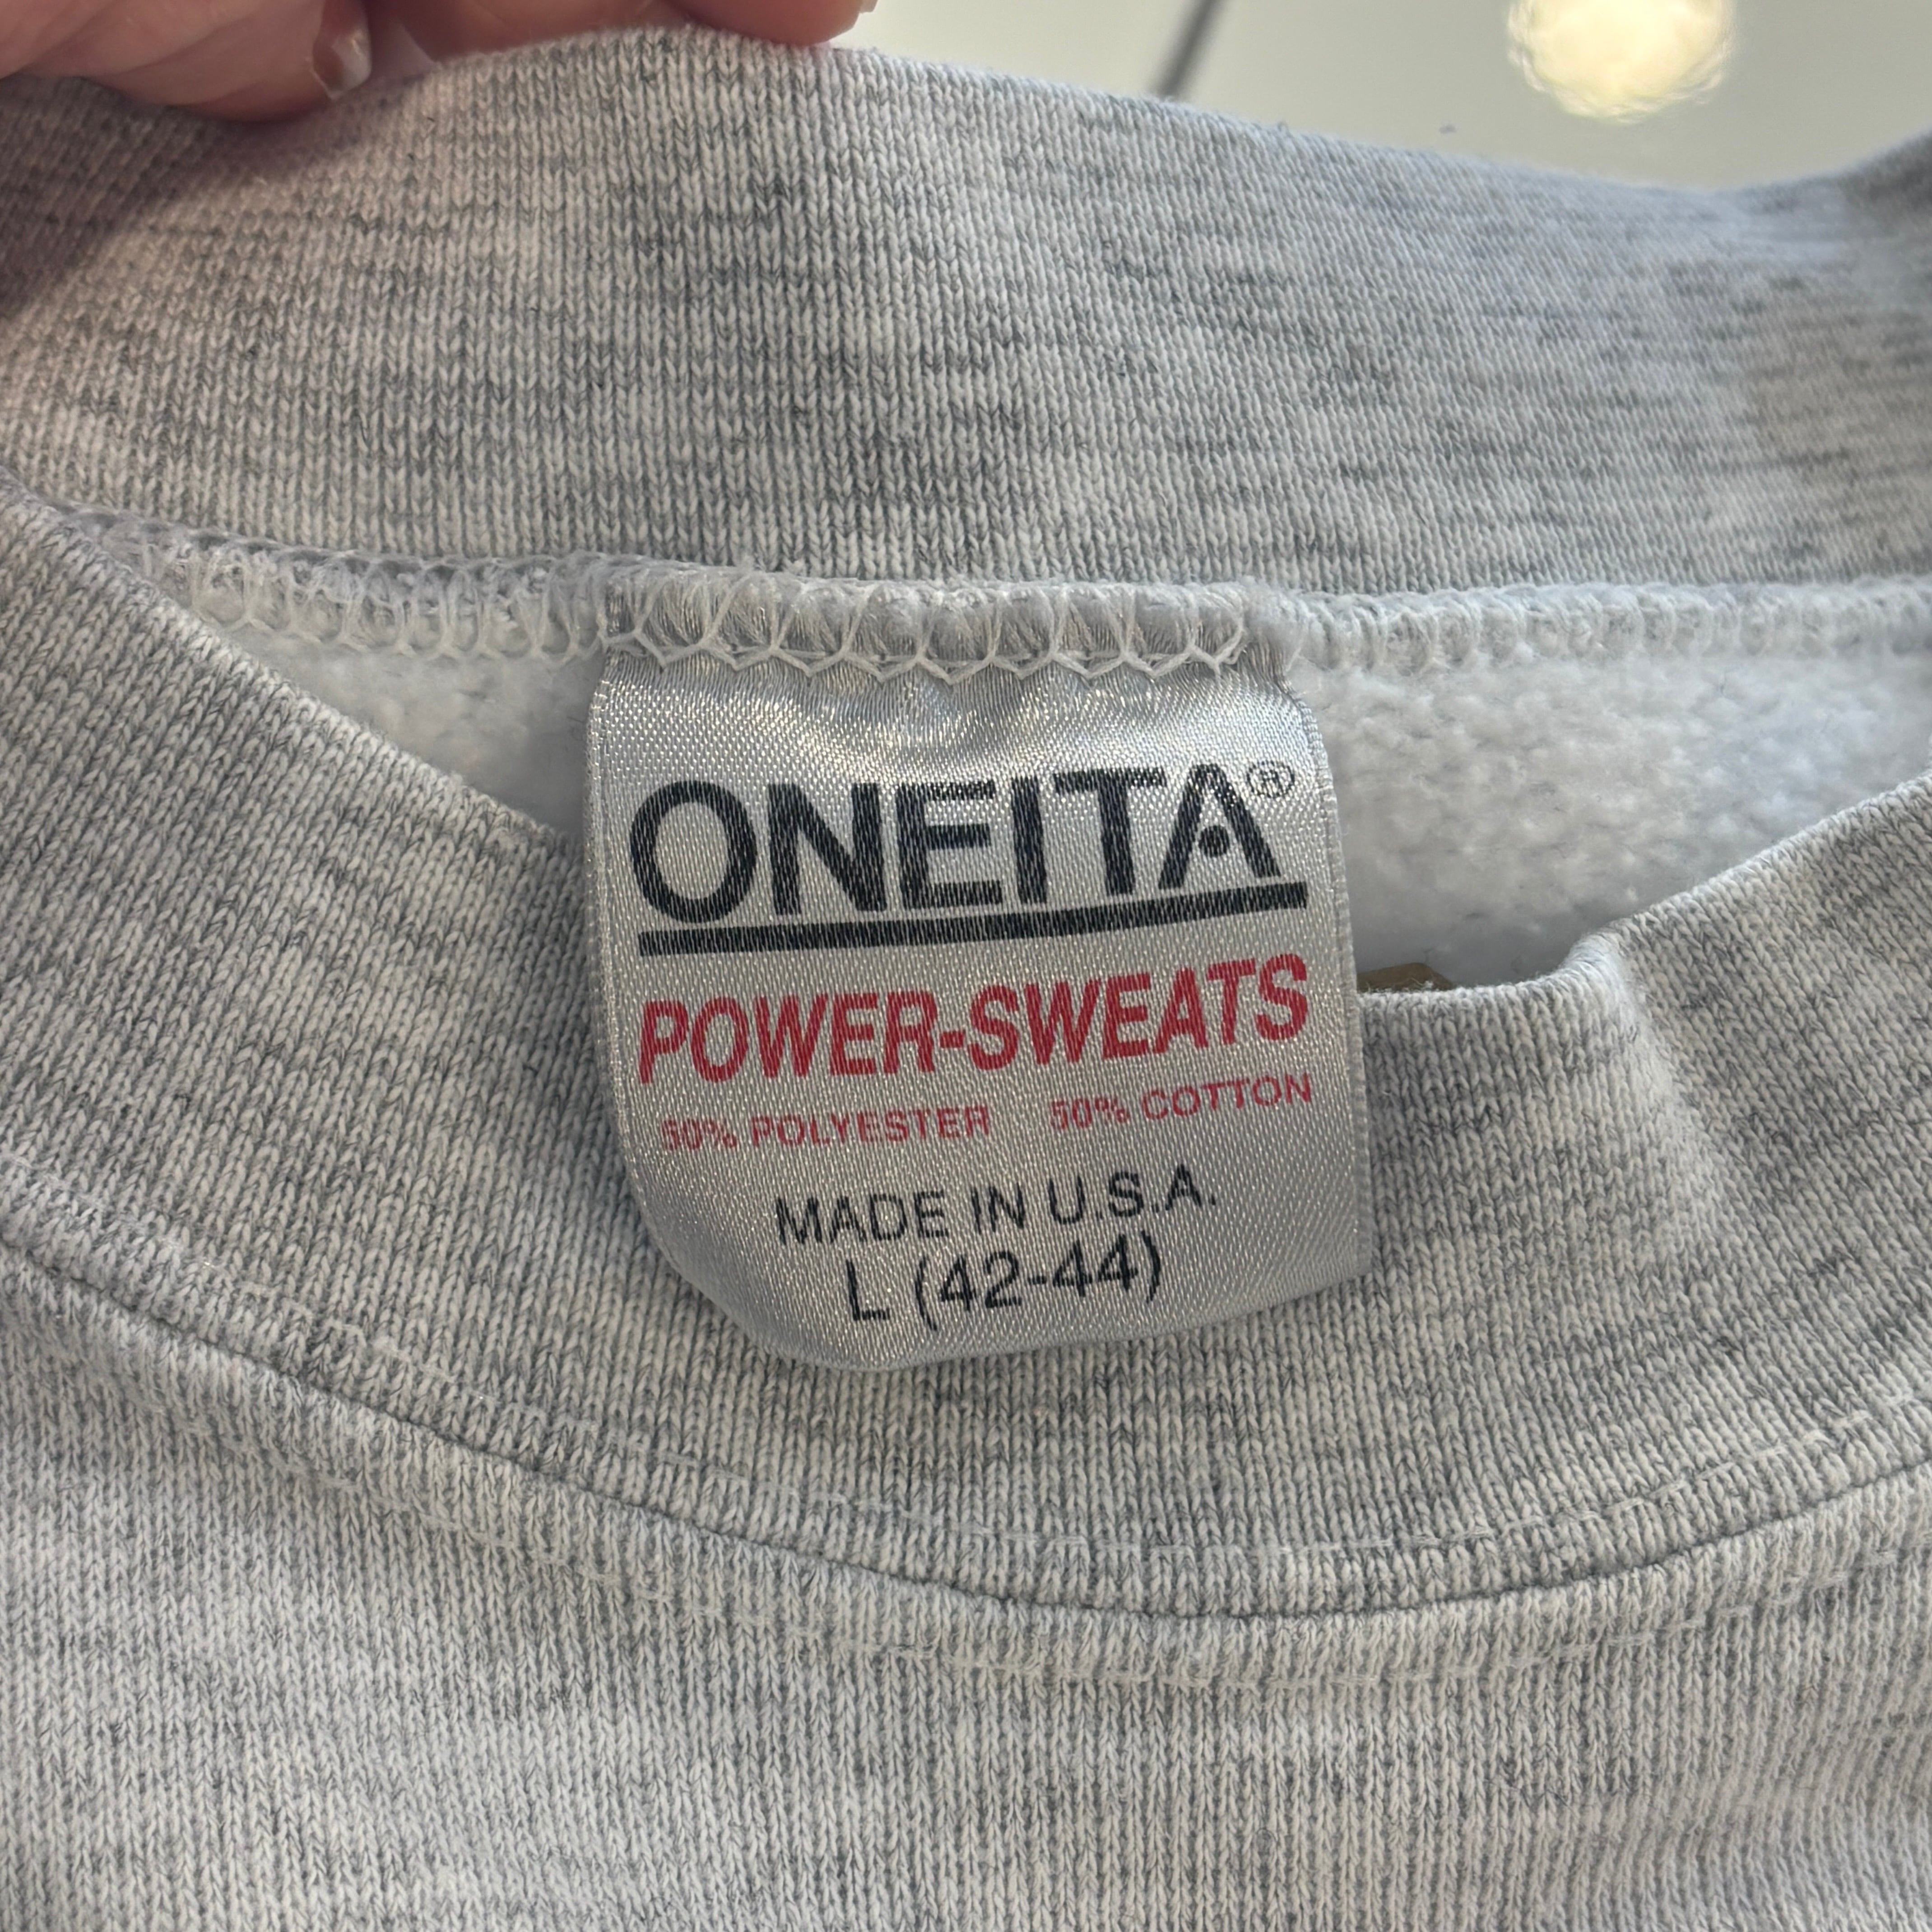 ONEITA®
POWER-SWEATS
50% POLYESTER 50% COTTON
MADE IN U.S.A.
L (42-44)